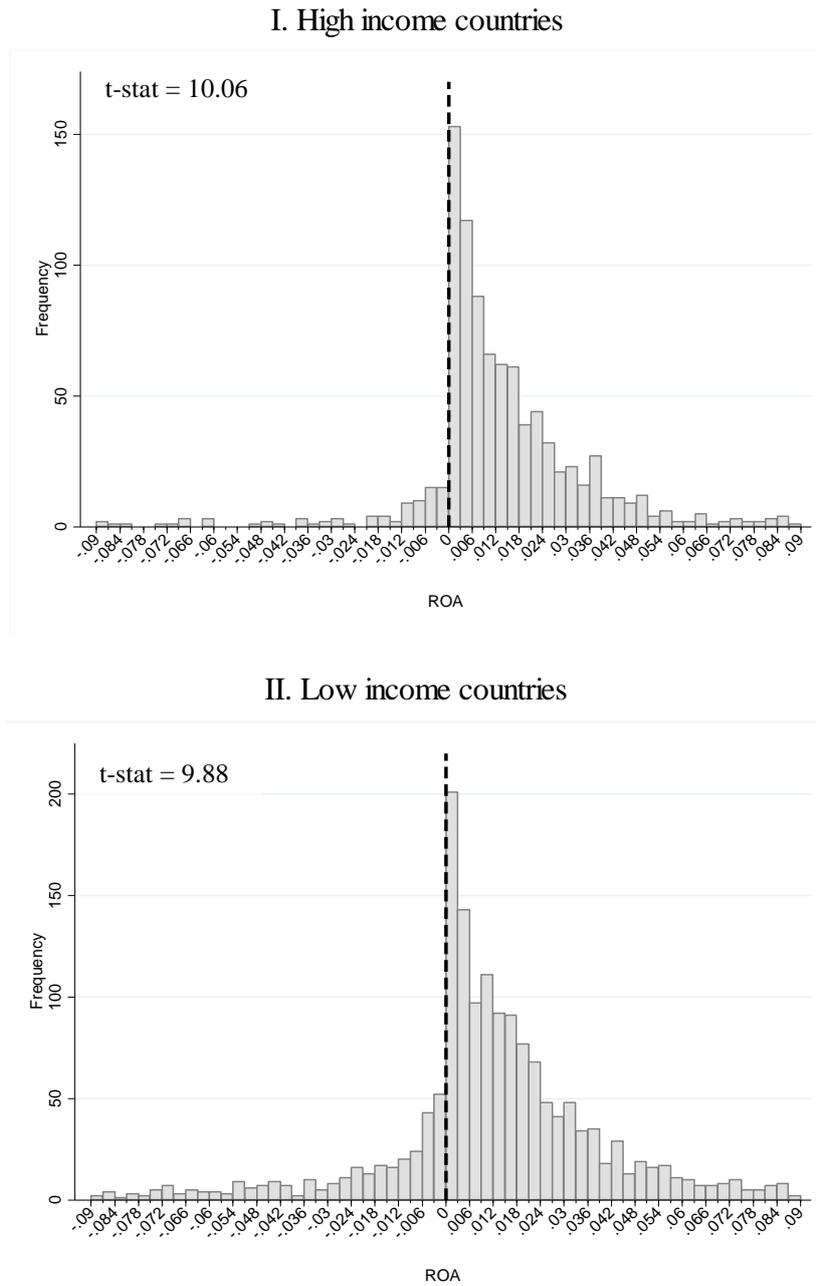 I. High income countries
t-stat = 10.06
150
100
50
0
Frequency
-.09 -.084 -.078 -.072 -.066 -.06 -.054 -.048 -.042 -.036 -.03 -.024 -.018 -.012 -.006 0 .006 .012 .018 .024 .03 .036 .042 .048 .054 .06 .066 .072 .078 .084 .09
ROA
II. Low income countries
t-stat = 9.88
200
150
100
50
0
Frequency
-.09 -.084 -.078 -.072 -.066 -.06 -.054 -.048 -.042 -.036 -.03 -.024 -.018 -.012 -.006 0 .006 .012 .018 .024 .03 .036 .042 .048 .054 .06 .066 .072 .078 .084 .09
ROA